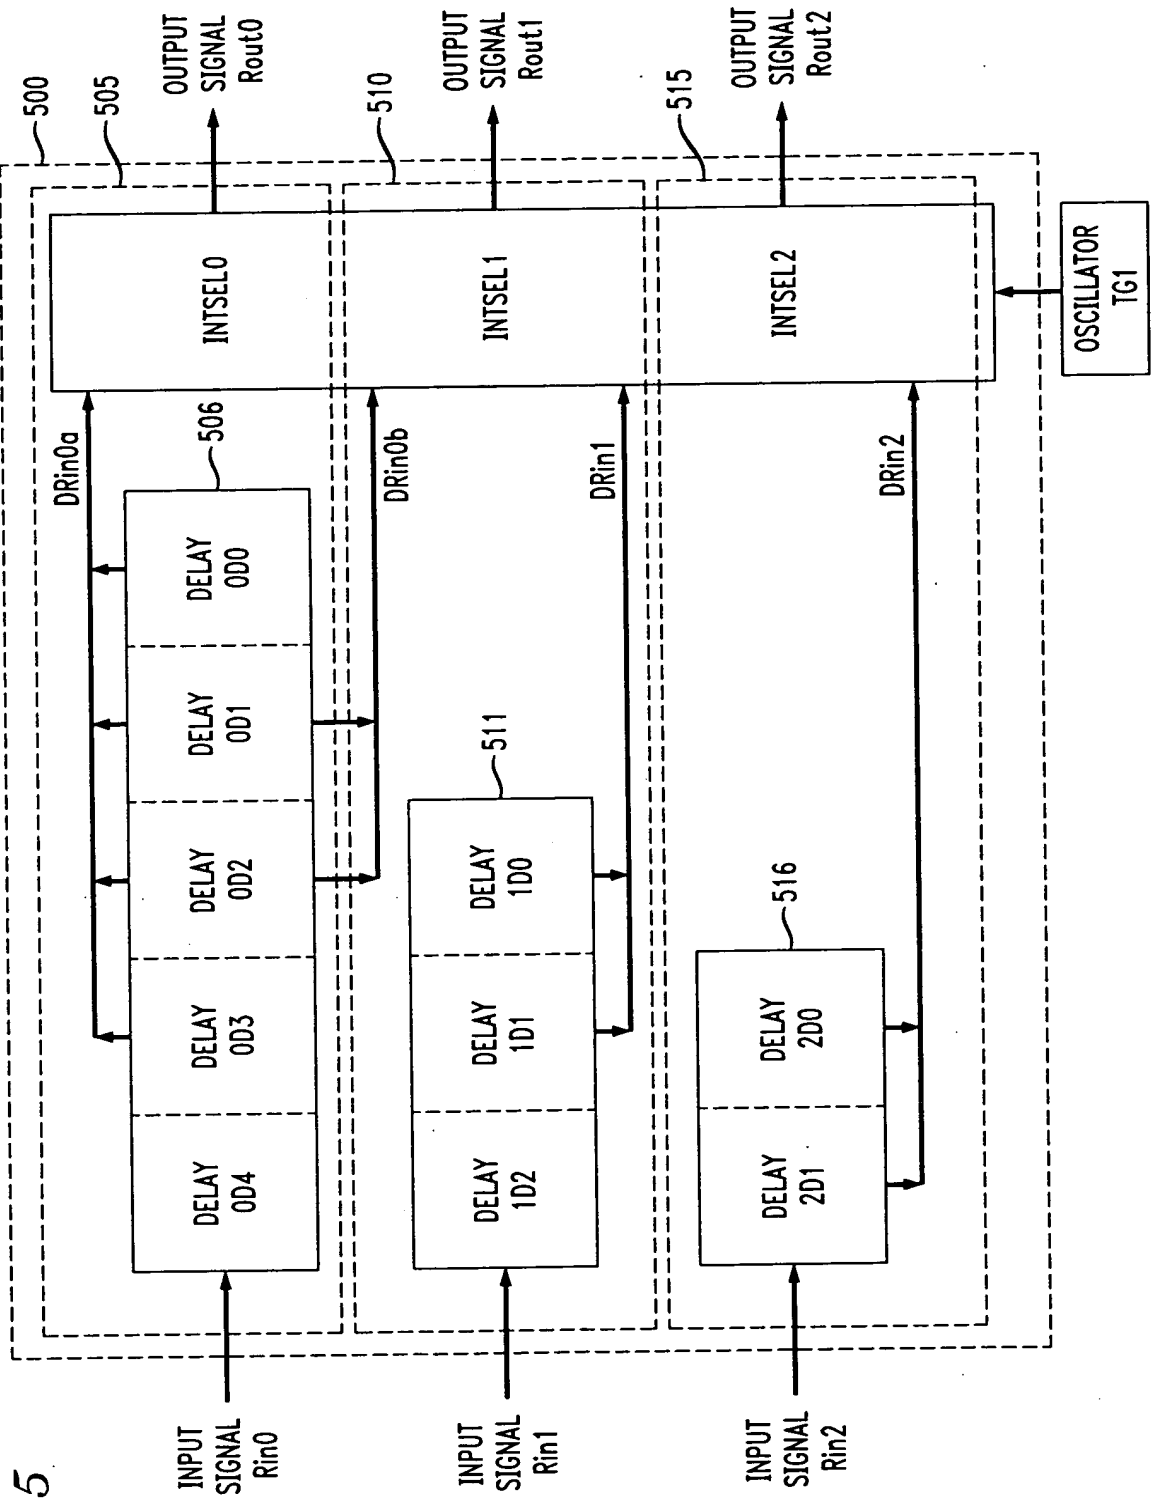 5
500
505
510
515
OUTPUT
SIGNAL
Rout0
OUTPUT
SIGNAL
Rout1
OUTPUT
SIGNAL
Rout2
INTSEL0
INTSEL1
INTSEL2
OSCILLATOR
TG1
DRin0a
506
DRin0b
DRin1
DRin2
DELAY
0D4
DELAY
0D3
DELAY
0D2
DELAY
0D1
DELAY
0D0
511
DELAY
1D2
DELAY
1D1
DELAY
1D0
516
DELAY
2D1
DELAY
2D0
INPUT
SIGNAL
Rin0
INPUT
SIGNAL
Rin1
INPUT
SIGNAL
Rin2